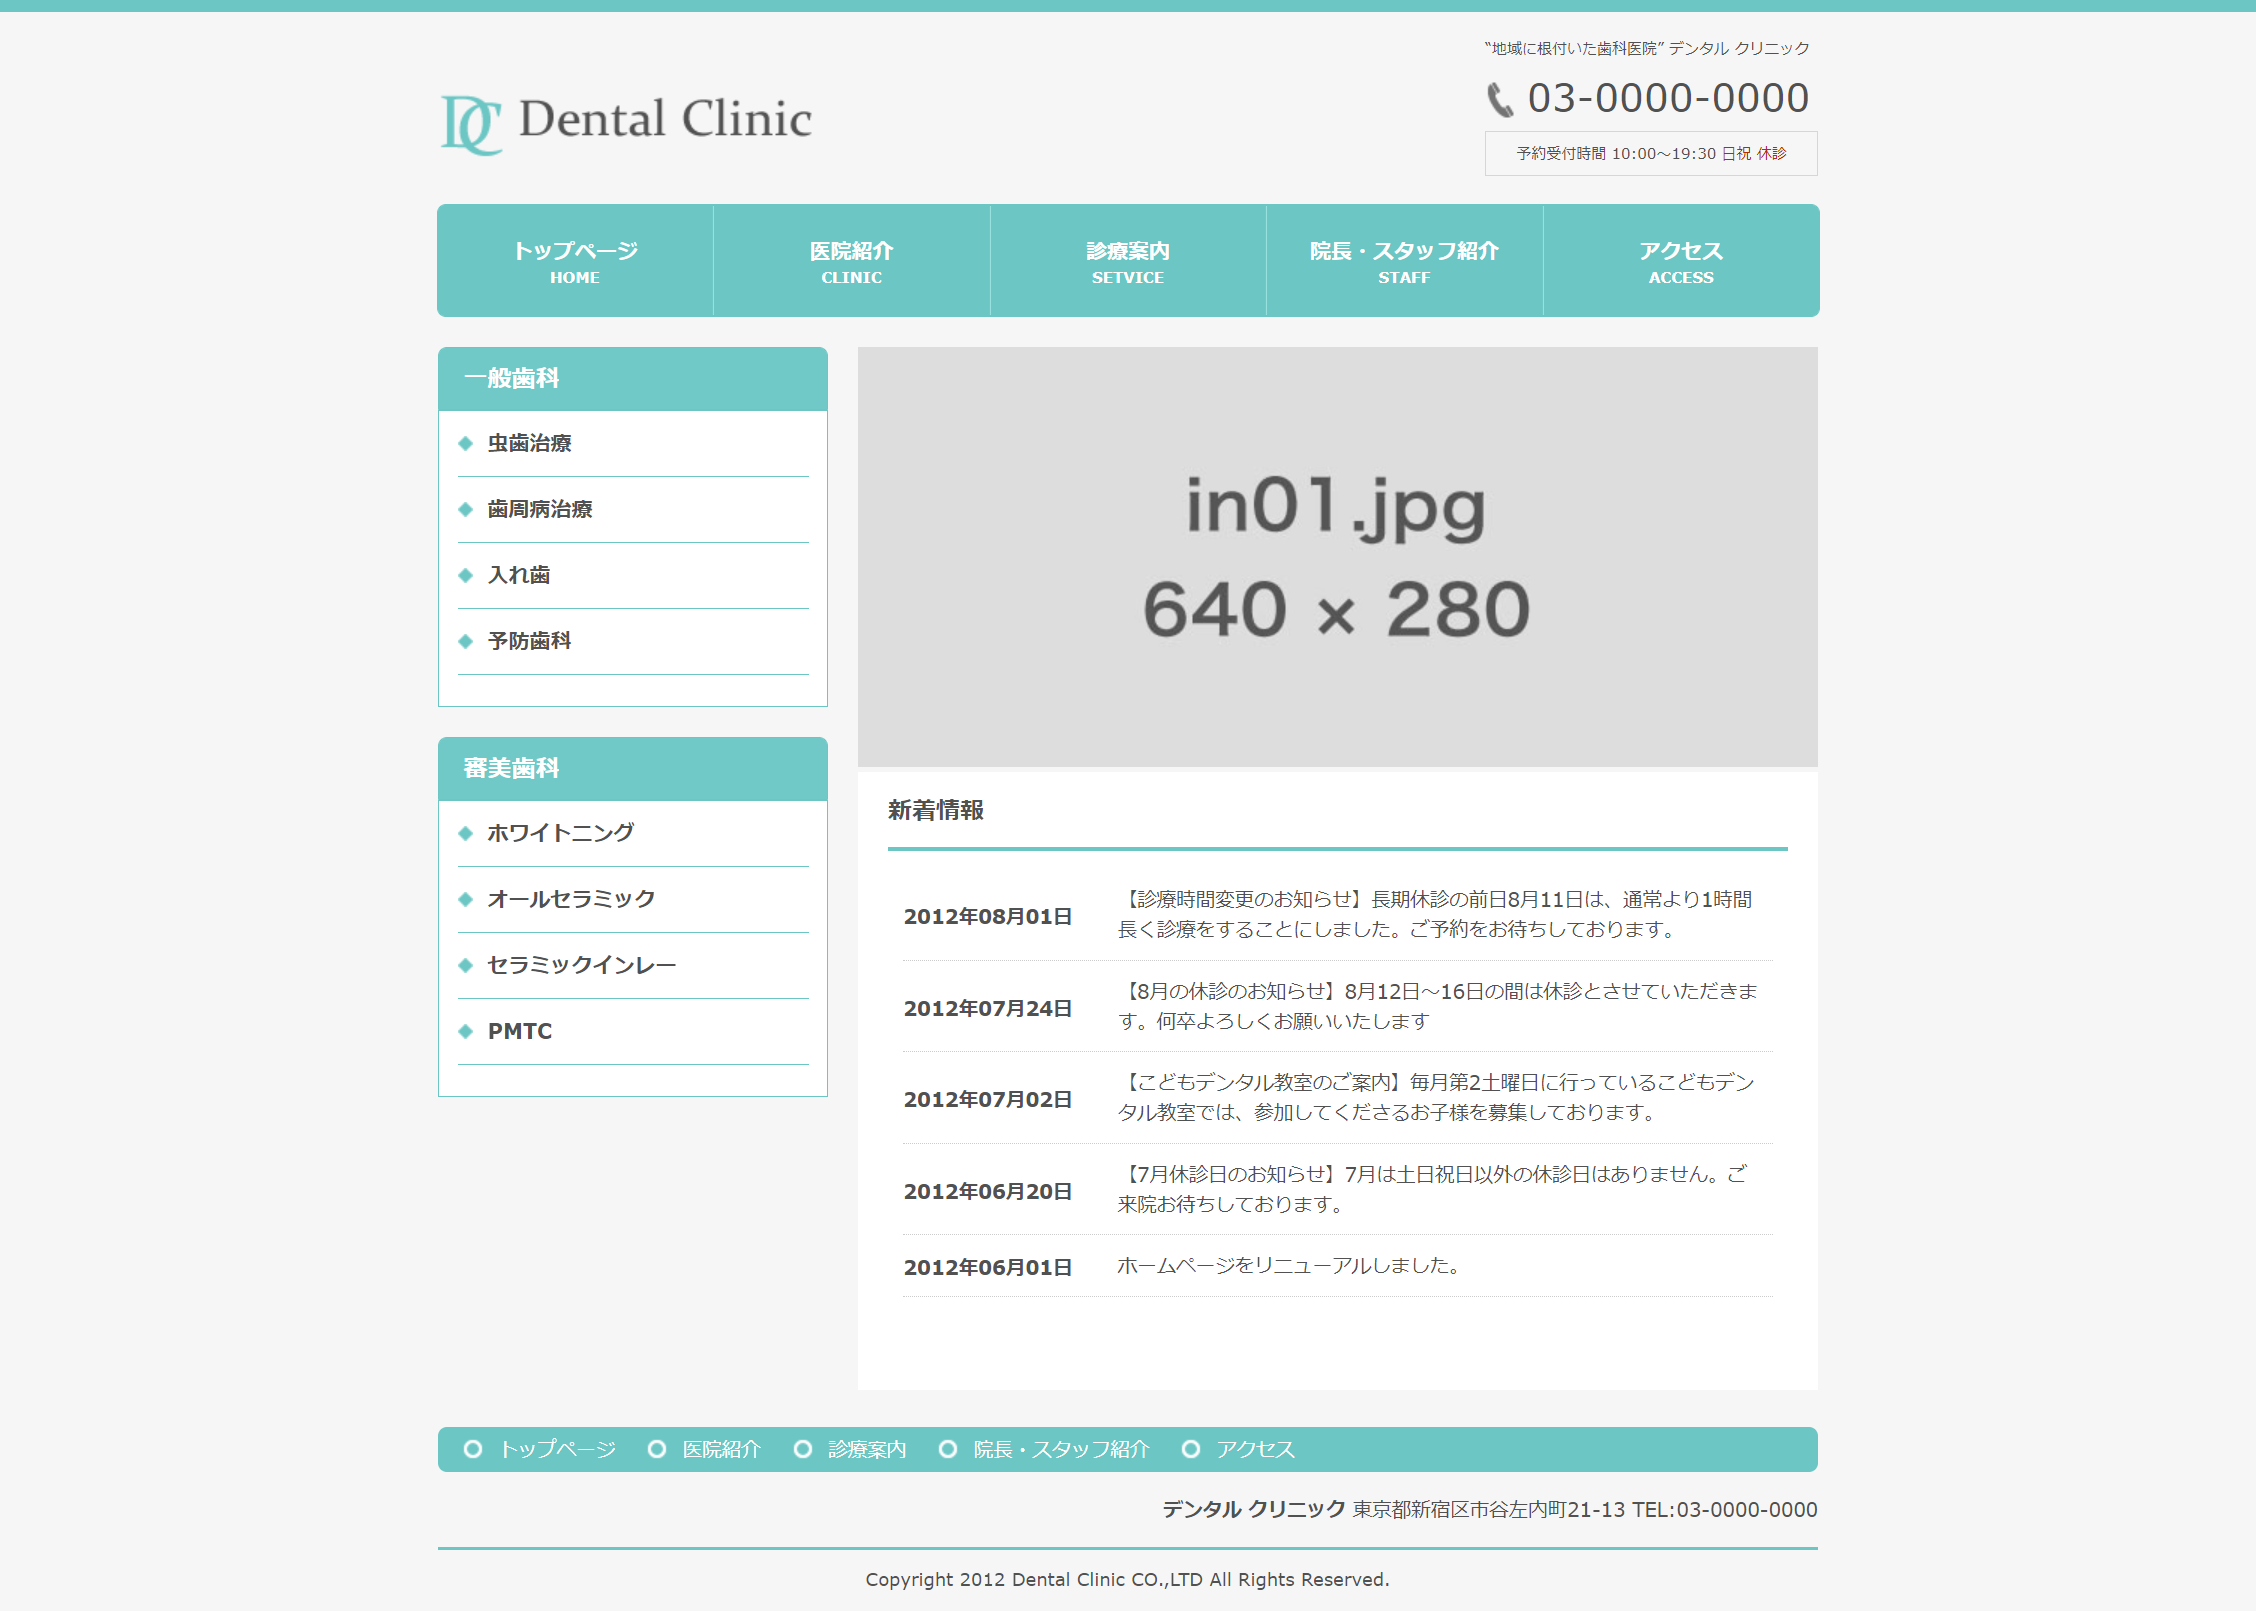 “地域に根付いた歯科医院” デンタル クリニック
DC Dental Clinic
03-0000-0000
予約受付時間 10:00～19:30 日祝 休診
トップページ
HOME
医院紹介
CLINIC
診療案内
SETVICE
院長・スタッフ紹介
STAFF
アクセス
ACCESS
一般歯科
虫歯治療
歯周病治療
入れ歯
予防歯科
審美歯科
ホワイトニング
オールセラミック
セラミックインレー
PMTC
in01.jpg
640 × 280
新着情報
2012年08月01日
【診療時間変更のお知らせ】長期休診の前日8月11日は、通常より1時間
長く診療をすることにしました。ご予約をお待ちしております。
2012年07月24日
【8月の休診のお知らせ】8月12日～16日の間は休診とさせていただきま
す。何卒よろしくお願いいたします
2012年07月02日
【こどもデンタル教室のご案内】毎月第2土曜日に行っているこどもデン
タル教室では、参加してくださるお子様を募集しております。
2012年06月20日
【7月休診日のお知らせ】7月は土日祝日以外の休診日はありません。ご
来院お待ちしております。
2012年06月01日
ホームページをリニューアルしました。
トップページ 医院紹介 診療案内 院長・スタッフ紹介 アクセス
デンタル クリニック 東京都新宿区市谷左内町21-13 TEL:03-0000-0000
Copyright 2012 Dental Clinic CO.,LTD All Rights Reserved.